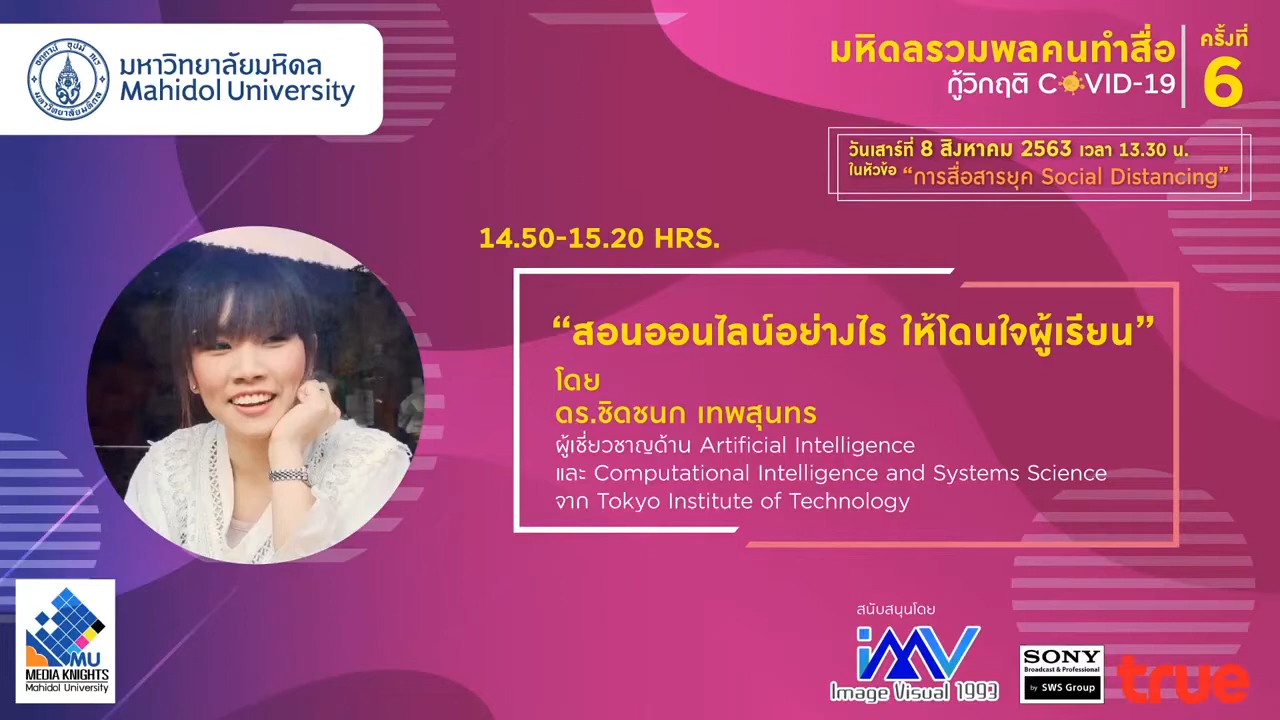 มหาวิทยาลัยมหิดล
Mahidol University
มหิดลรวมพลคนทำสื่อ
กู้วิกฤติ COVID-19
ครั้งที่
6
วันเสาร์ที่ 8 สิงหาคม 2563 เวลา 13.30 น.
ในหัวข้อ “การสื่อสารยุค Social Distancing”
14.50-15.20 HRS.
“สอนออนไลน์อย่างไร ให้โดนใจผู้เรียน”
โดย
ดร.ชิดชนก เทพสุนทร
ผู้เชี่ยวชาญด้าน Artificial Intelligence
และ Computational Intelligence and Systems Science
จาก Tokyo Institute of Technology
MU
MEDIA KNIGHTS
Mahidol University
สนับสนุนโดย
iMV
Image Visual 1993
SONY
Broadcast & Professional
by SWS Group
true